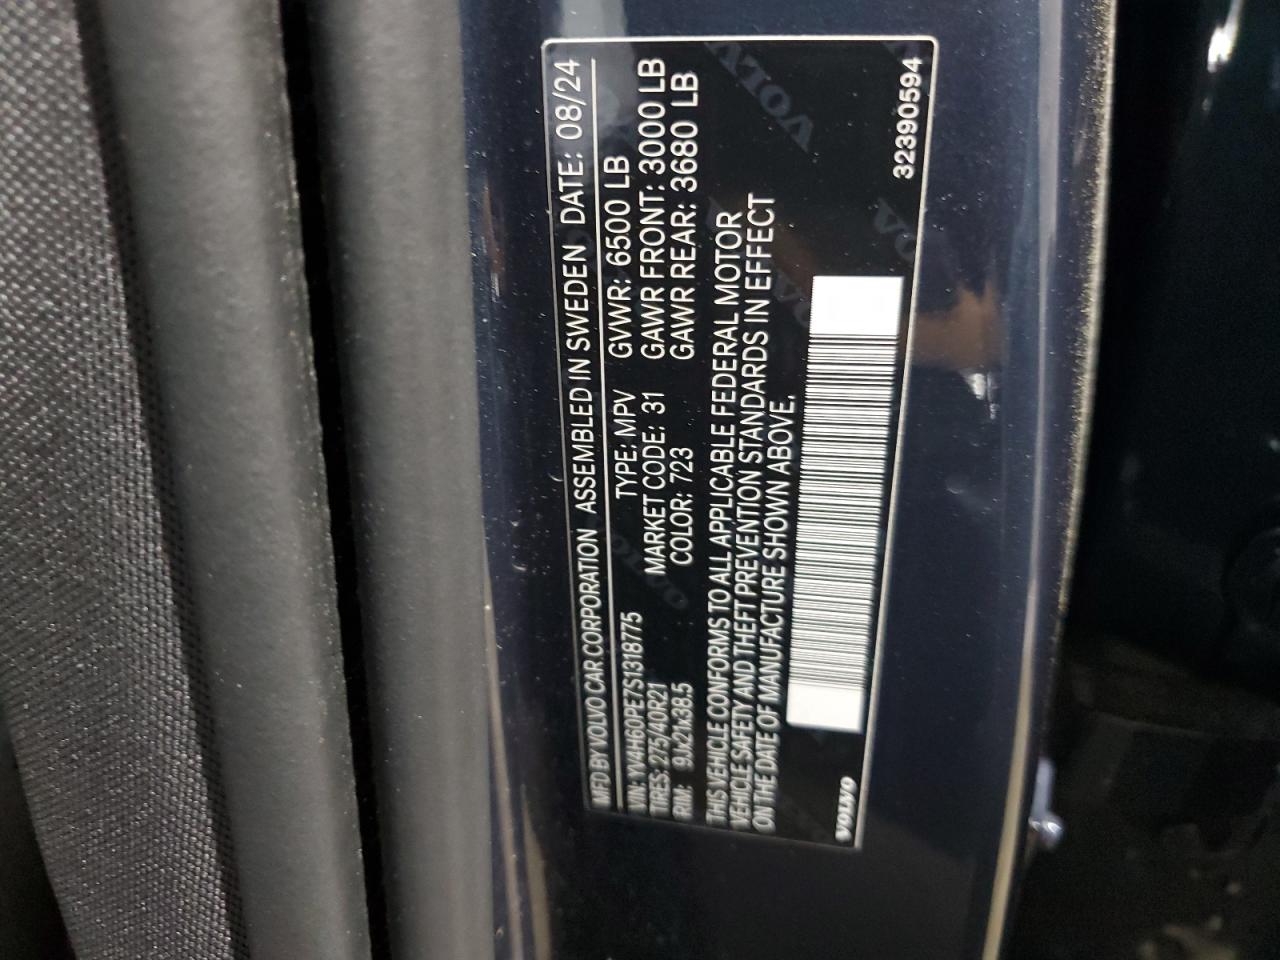 MFD BY VOLVO CAR CORPORATION ASSEMBLED IN SWEDEN DATE: 08/24
VIN: YV4H60PE7S1318775 TYPE: MPV GVWR: 6500 LB
TIRES: 275/40R21 MARKET CODE: 31 GAWR FRONT: 3000 LB
RIM: 9Jx21x38.5 COLOR: 723 GAWR REAR: 3680 LB
THIS VEHICLE CONFORMS TO ALL APPLICABLE FEDERAL MOTOR
VEHICLE SAFETY AND THEFT PREVENTION STANDARDS IN EFFECT
ON THE DATE OF MANUFACTURE SHOWN ABOVE.
VOLVO 32390594